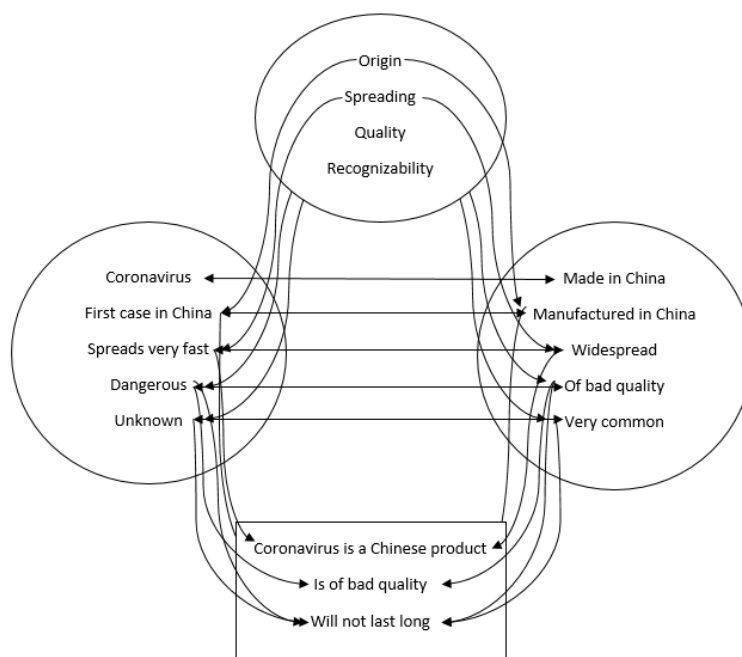 Origin
Spreading
Quality
Recognizability
Coronavirus
First case in China
Spreads very fast
Dangerous
Unknown
Made in China
Manufactured in China
Widespread
Of bad quality
Very common
Coronavirus is a Chinese product
Is of bad quality
Will not last long